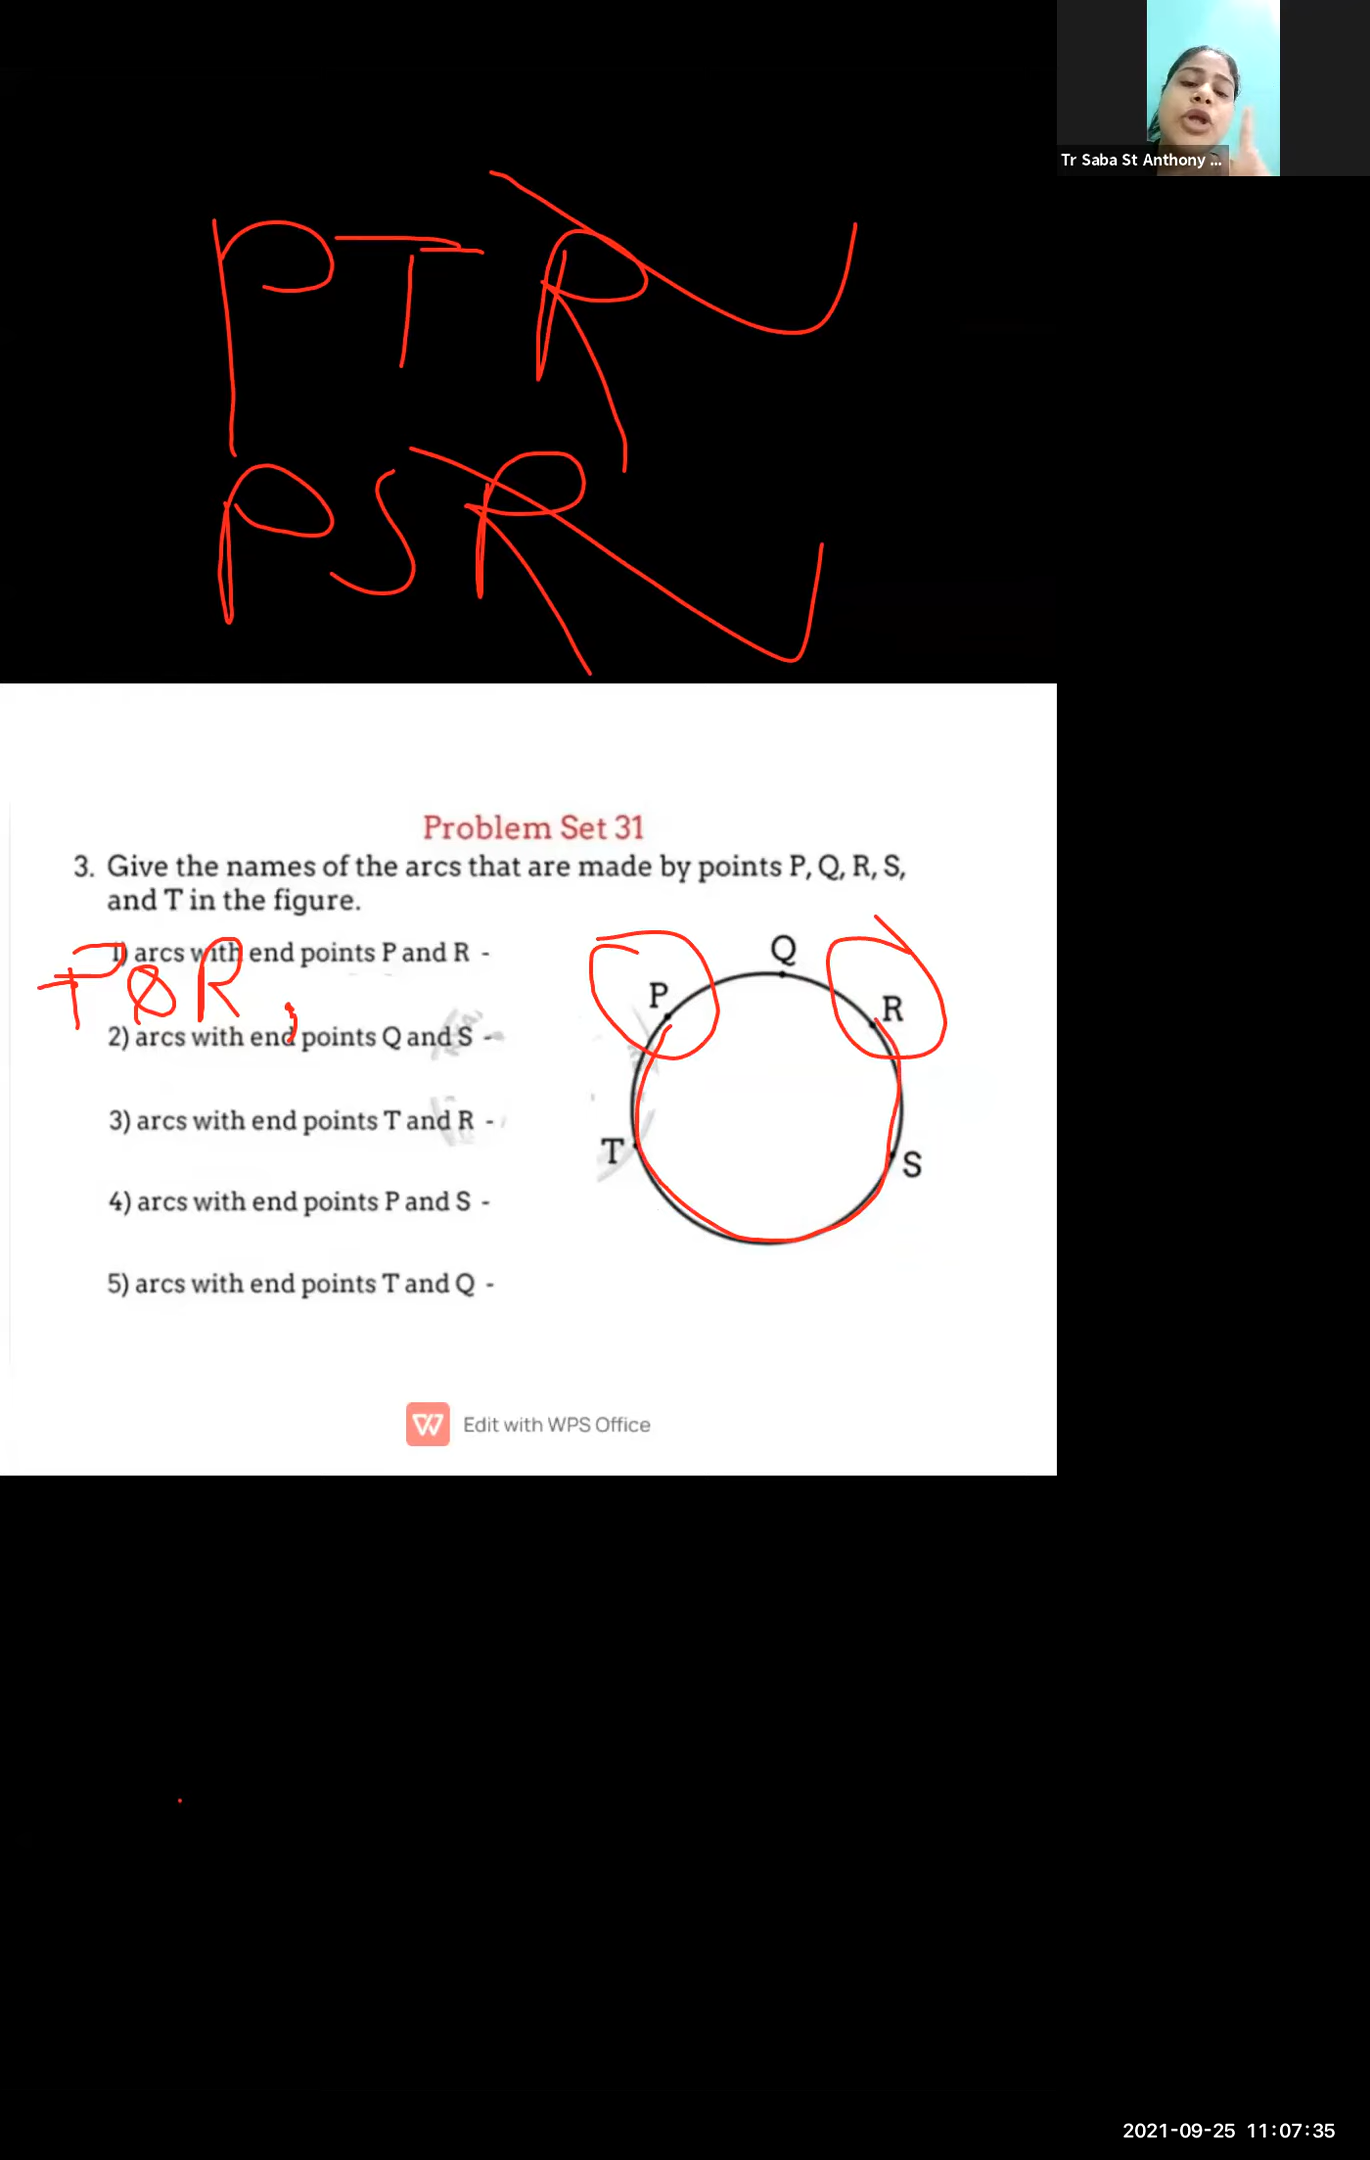 Tr Saba St Anthony ...
PTR
PSR
Problem Set 31
3. Give the names of the arcs that are made by points P, Q, R, S,
and T in the figure.
1) arcs with end points P and R -
PQR ,
2) arcs with end points Q and S -
3) arcs with end points T and R -
4) arcs with end points P and S -
5) arcs with end points T and Q -
Q
P
R
T
S
W Edit with WPS Office
2021-09-25 11:07:35